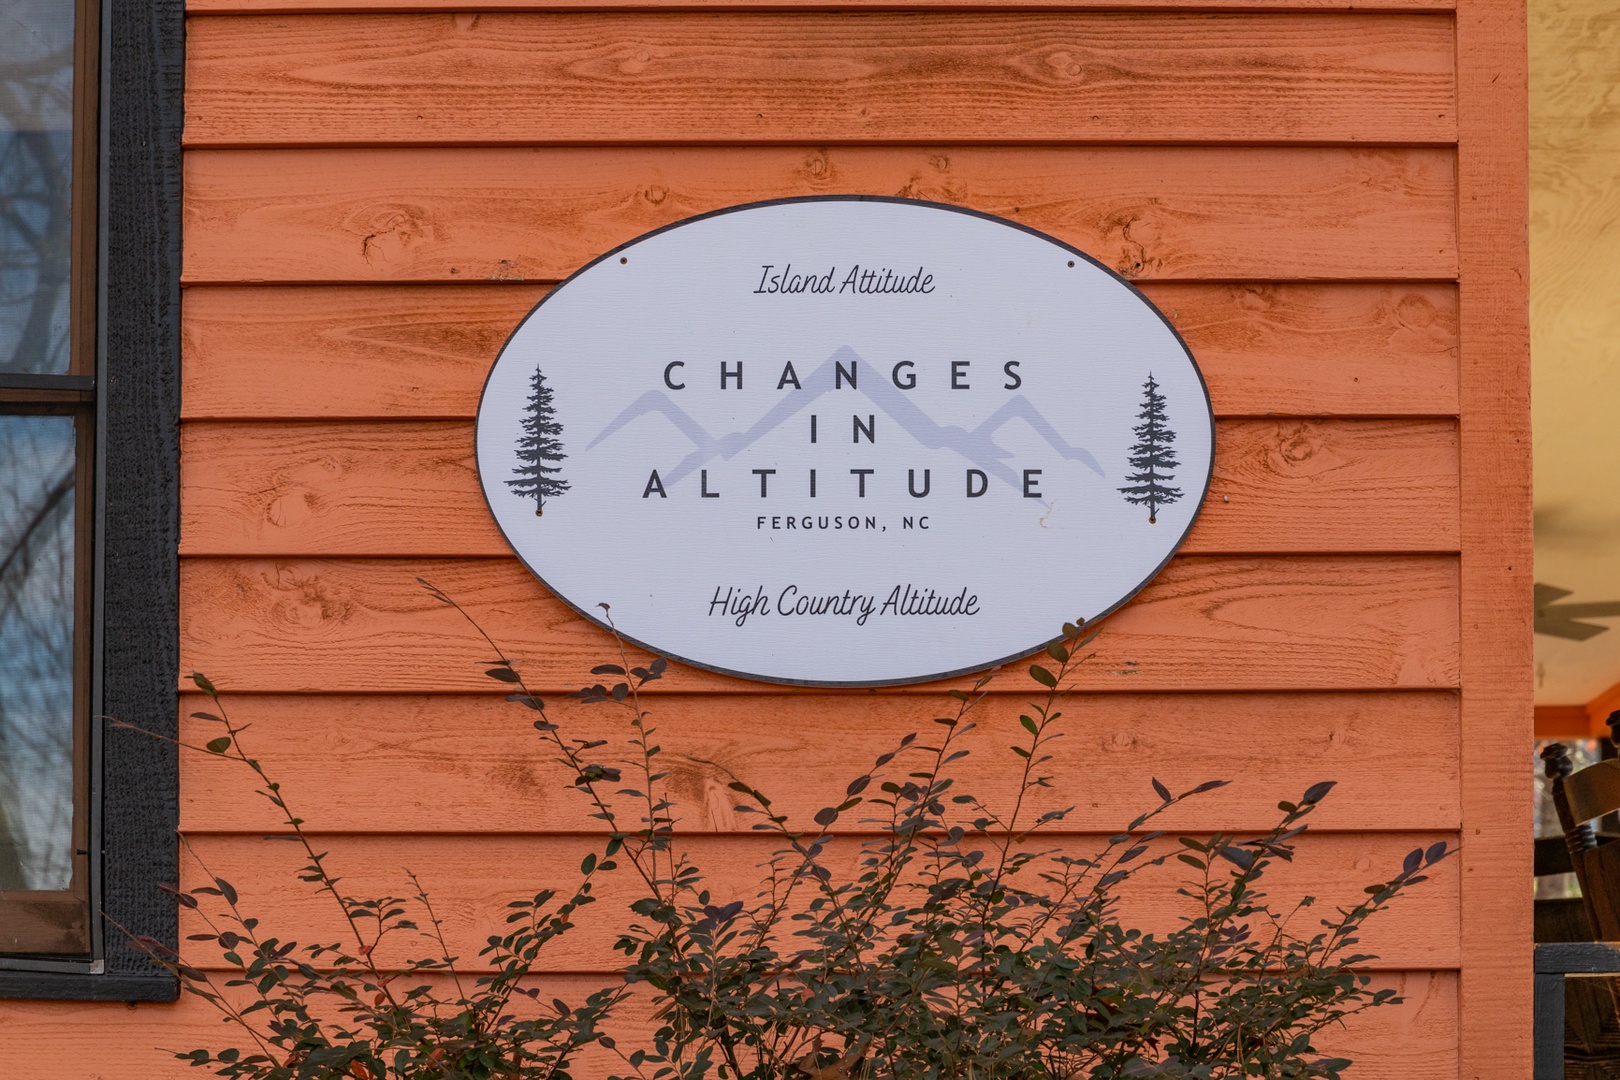 Island Attitude
CHANGES
IN
ALTITUDE
FERGUSON, NC
High Country Altitude